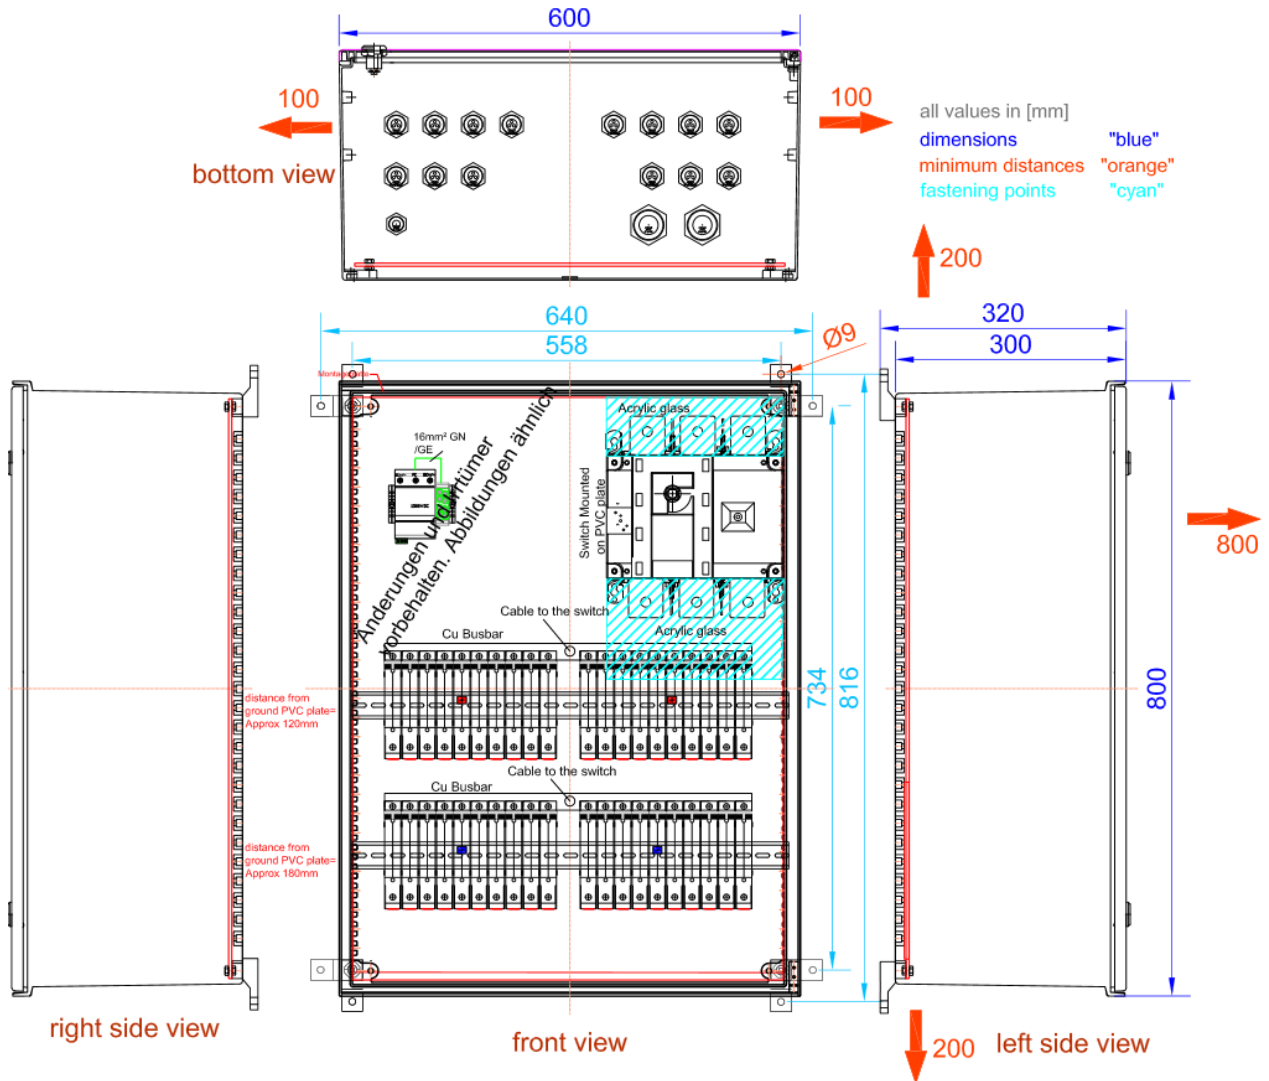 600
100
100
bottom view
all values in [mm]
dimensions "blue"
minimum distances "orange"
fastening points "cyan"
200
640
558
Ø9
320
300
Acrylic glass
16mm² GN
/GE
Änderungen und Irrtümer
vorbehalten. Abbildungen ähnlich
Switch Mounted
on PVC plate
800
Cable to the switch
Cu Busbar
Acrylic glass
734
816
800
distance from
ground PVC plate=
Approx 120mm
Cable to the switch
Cu Busbar
distance from
ground PVC plate=
Approx 180mm
right side view
front view
200
left side view